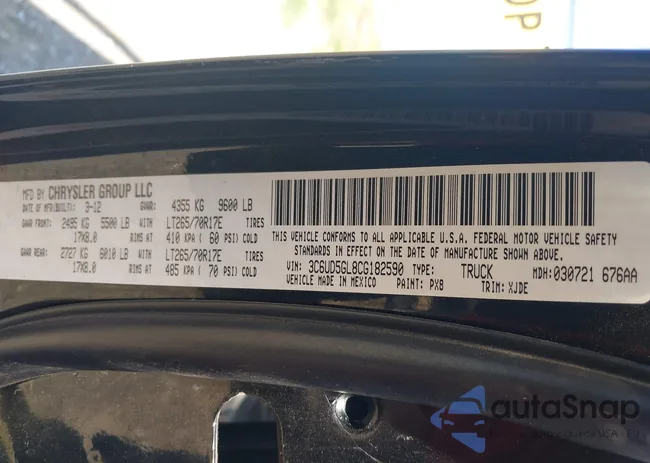 OP
MFD BY CHRYSLER GROUP LLC
DATE OF MFR(BUILT): 3-12 GVWR: 4355 KG 9600 LB
GAWR FRONT: 2495 KG 5500 LB WITH LT265/70R17E TIRES
17X8.0 RIMS AT 410 KPA ( 60 PSI) COLD
GAWR REAR: 2727 KG 6010 LB WITH LT265/70R17E TIRES
17X8.0 RIMS AT 485 KPA ( 70 PSI) COLD
THIS VEHICLE CONFORMS TO ALL APPLICABLE U.S.A. FEDERAL MOTOR VEHICLE SAFETY
STANDARDS IN EFFECT ON THE DATE OF MANUFACTURE SHOWN ABOVE.
VIN: 3C6UD5GL8CG182590 TYPE: TRUCK MDH: 030721 676AA
VEHICLE MADE IN MEXICO PAINT: PX8 TRIM: XJDE
autaSnap